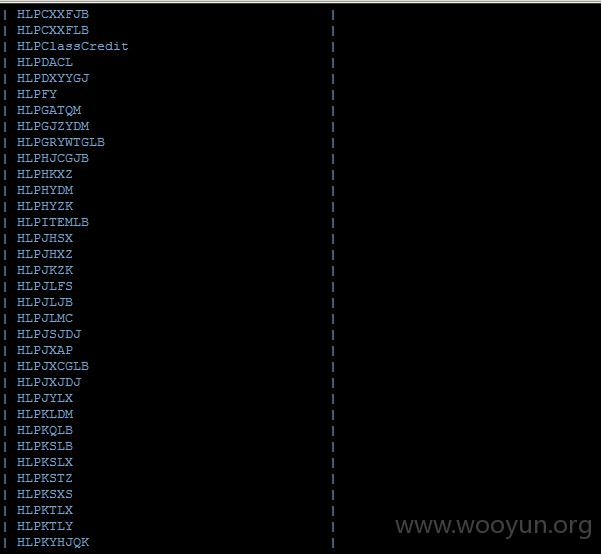 | HLPCXXFJB |
| HLPCXXFLB |
| HLPClassCredit |
| HLPDACL |
| HLPDXYYGJ |
| HLPFY |
| HLPGATQM |
| HLPGJZYDM |
| HLPGRYWTGLB |
| HLPHJCGJB |
| HLPHKXZ |
| HLPHYDM |
| HLPHYZK |
| HLPITEMLB |
| HLPJHSX |
| HLPJHXZ |
| HLPJKZK |
| HLPJLFS |
| HLPJLJB |
| HLPJLMC |
| HLPJSJDJ |
| HLPJXAP |
| HLPJXCGLB |
| HLPJXJDJ |
| HLPJYLX |
| HLPKLDM |
| HLPKQLB |
| HLPKSLB |
| HLPKSLX |
| HLPKSTZ |
| HLPKSXS |
| HLPKTLX |
| HLPKTLY |
| HLPKYHJQK |
www.wooyun.org